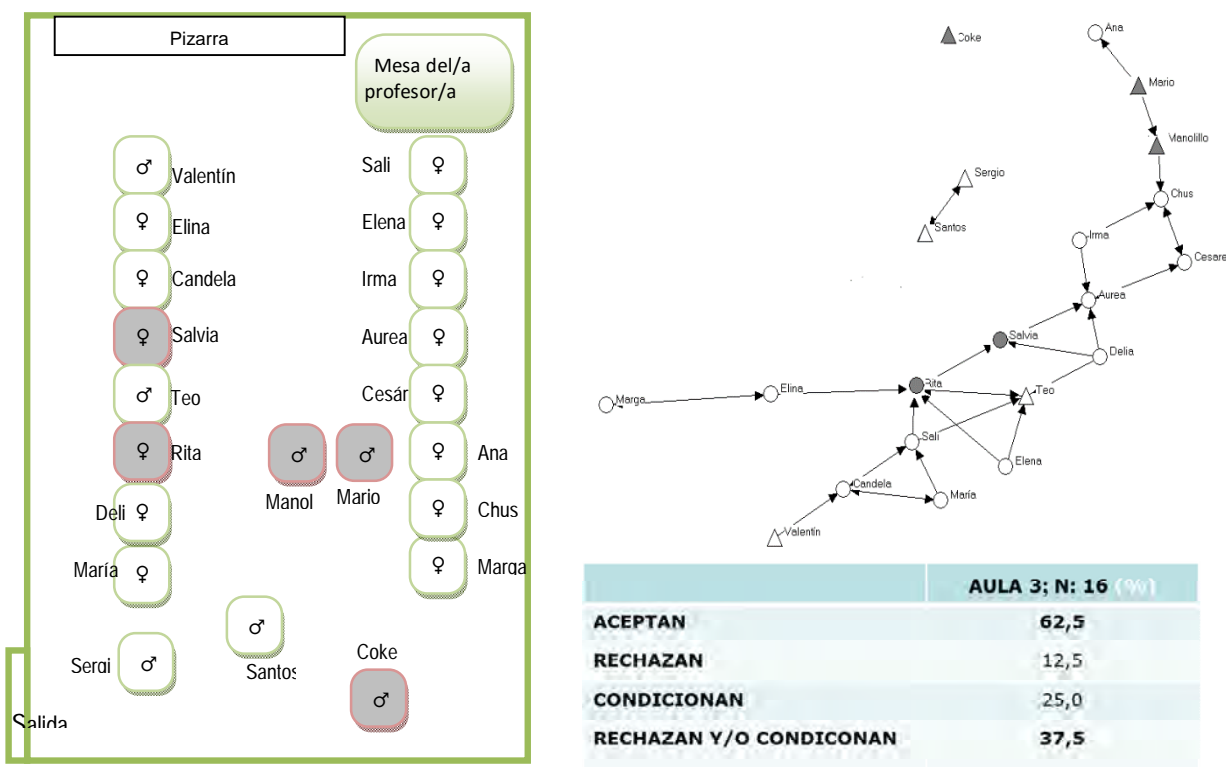 Pizarra
Mesa del/a
profesor/a
Valentín
Sali
Elina
Elena
Candela
Irma
Salvia
Aurea
Teo
Cesár
Rita
Ana
Manol
Mario
Deli
Chus
María
Marga
Sergi
Santos
Coke
Salida
Coke
Ana
Mario
Manolillo
Sergio
Chus
Santos
Irma
Cesare
Aurea
Salvia
Delia
Rita
Elina
Teo
Marga
Sali
Elena
Candela
María
Valentín
AULA 3; N: 16 (%)
ACEPTAN 62,5
RECHAZAN 12,5
CONDICIONAN 25,0
RECHAZAN Y/O CONDICONAN 37,5